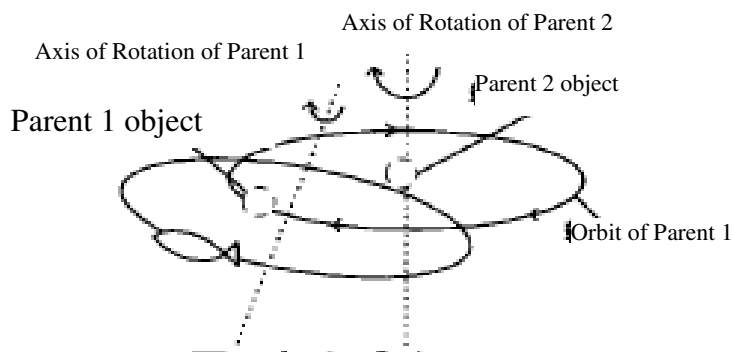 Axis of Rotation of Parent 2
Axis of Rotation of Parent 1
Parent 2 object
Parent 1 object
Orbit of Parent 1